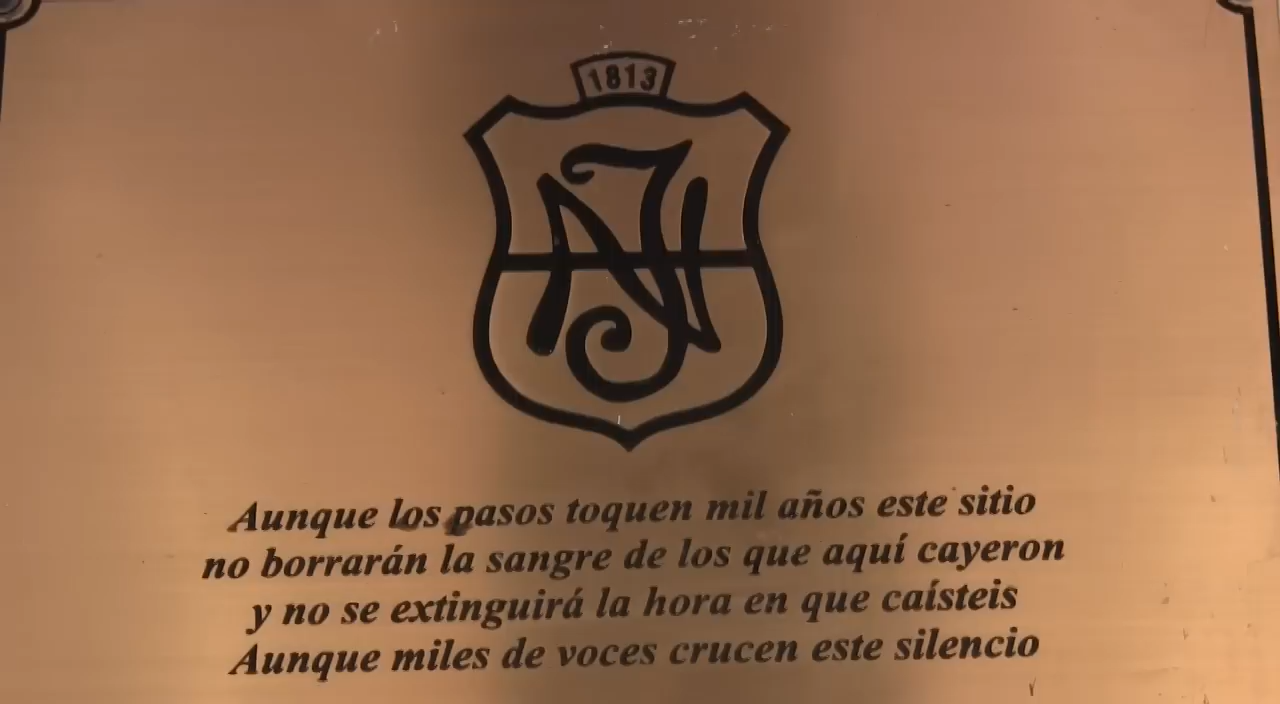 1813
IN
Aunque los pasos toquen mil años este sitio
no borrarán la sangre de los que aquí cayeron
y no se extinguirá la hora en que caísteis
Aunque miles de voces crucen este silencio